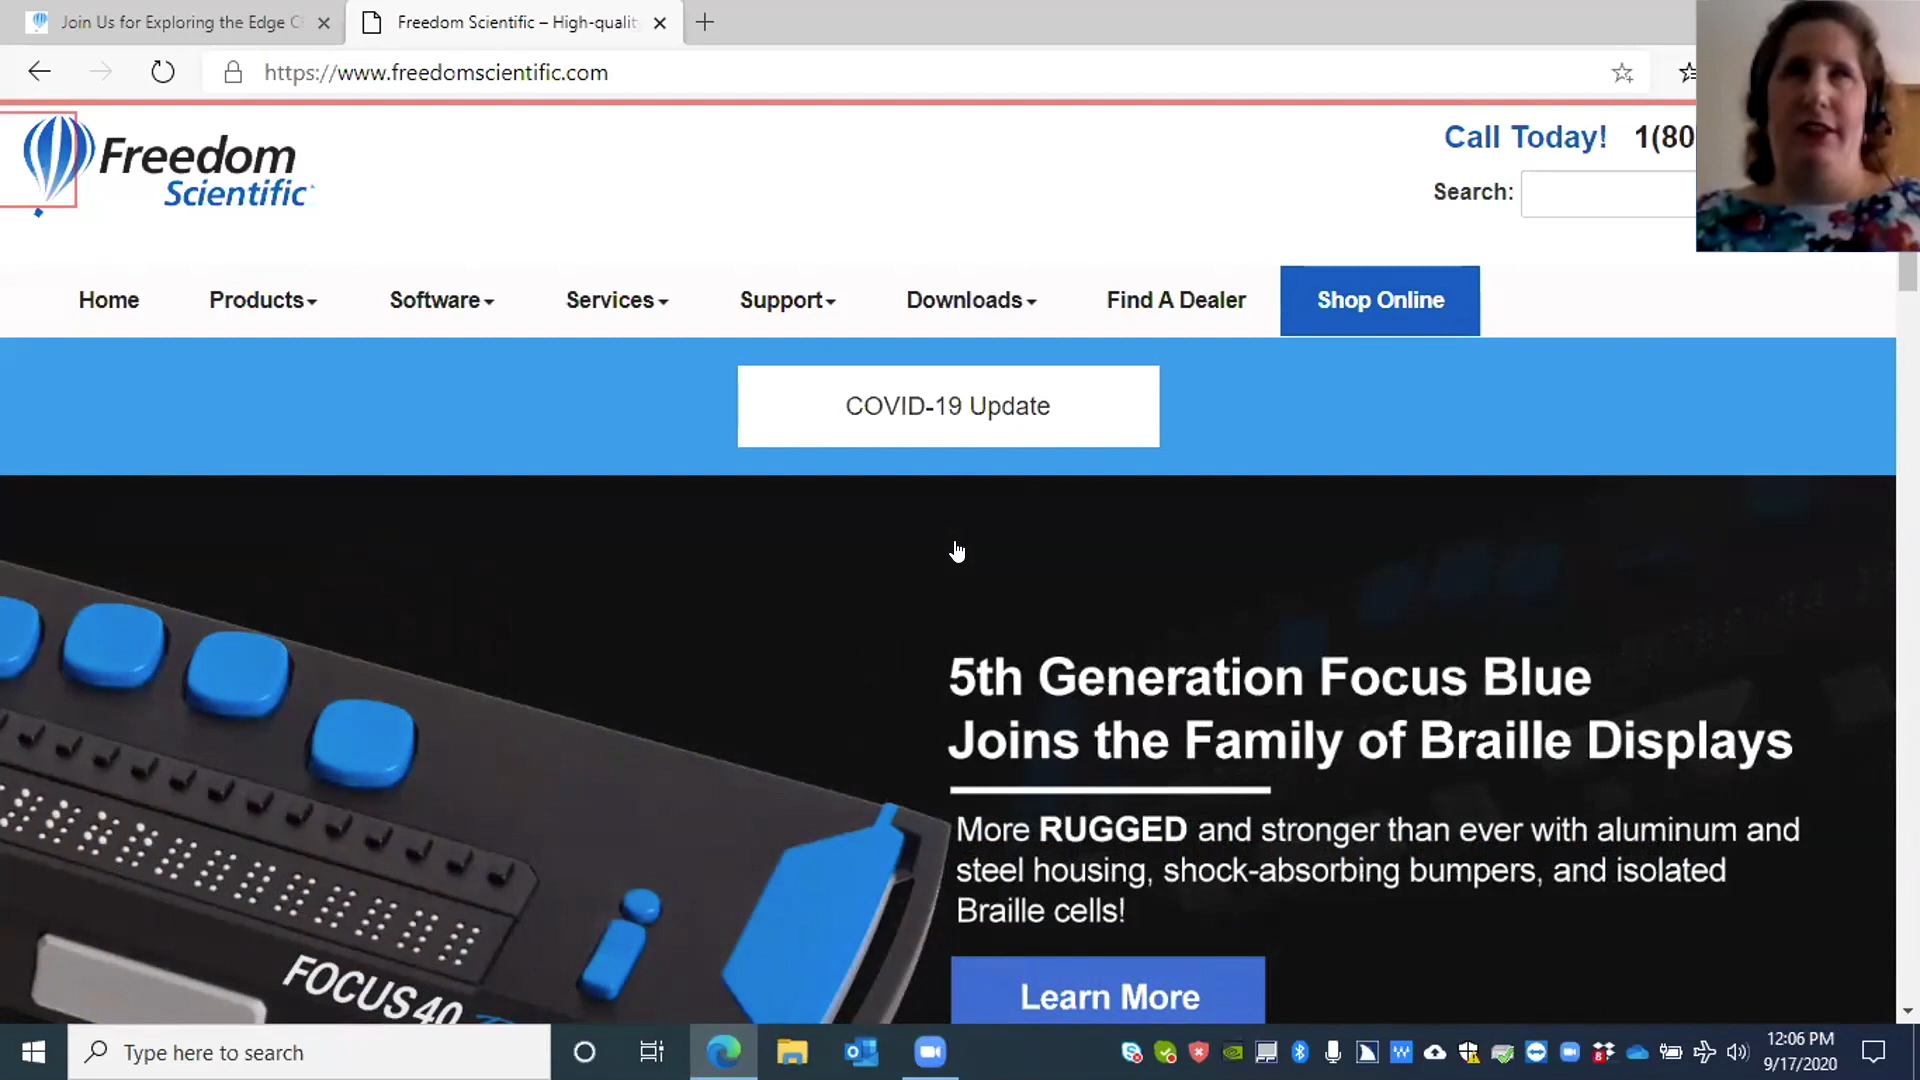 Join Us for Exploring the Edge C
Freedom Scientific – High-qualit
https://www.freedomscientific.com
Freedom
Scientific
Call Today! 1(80
Search:
Home Products Software Services Support Downloads Find A Dealer Shop Online
COVID-19 Update
5th Generation Focus Blue
Joins the Family of Braille Displays
More RUGGED and stronger than ever with aluminum and
steel housing, shock-absorbing bumpers, and isolated
Braille cells!
FOCUS 40
Learn More
Type here to search
12:06 PM
9/17/2020